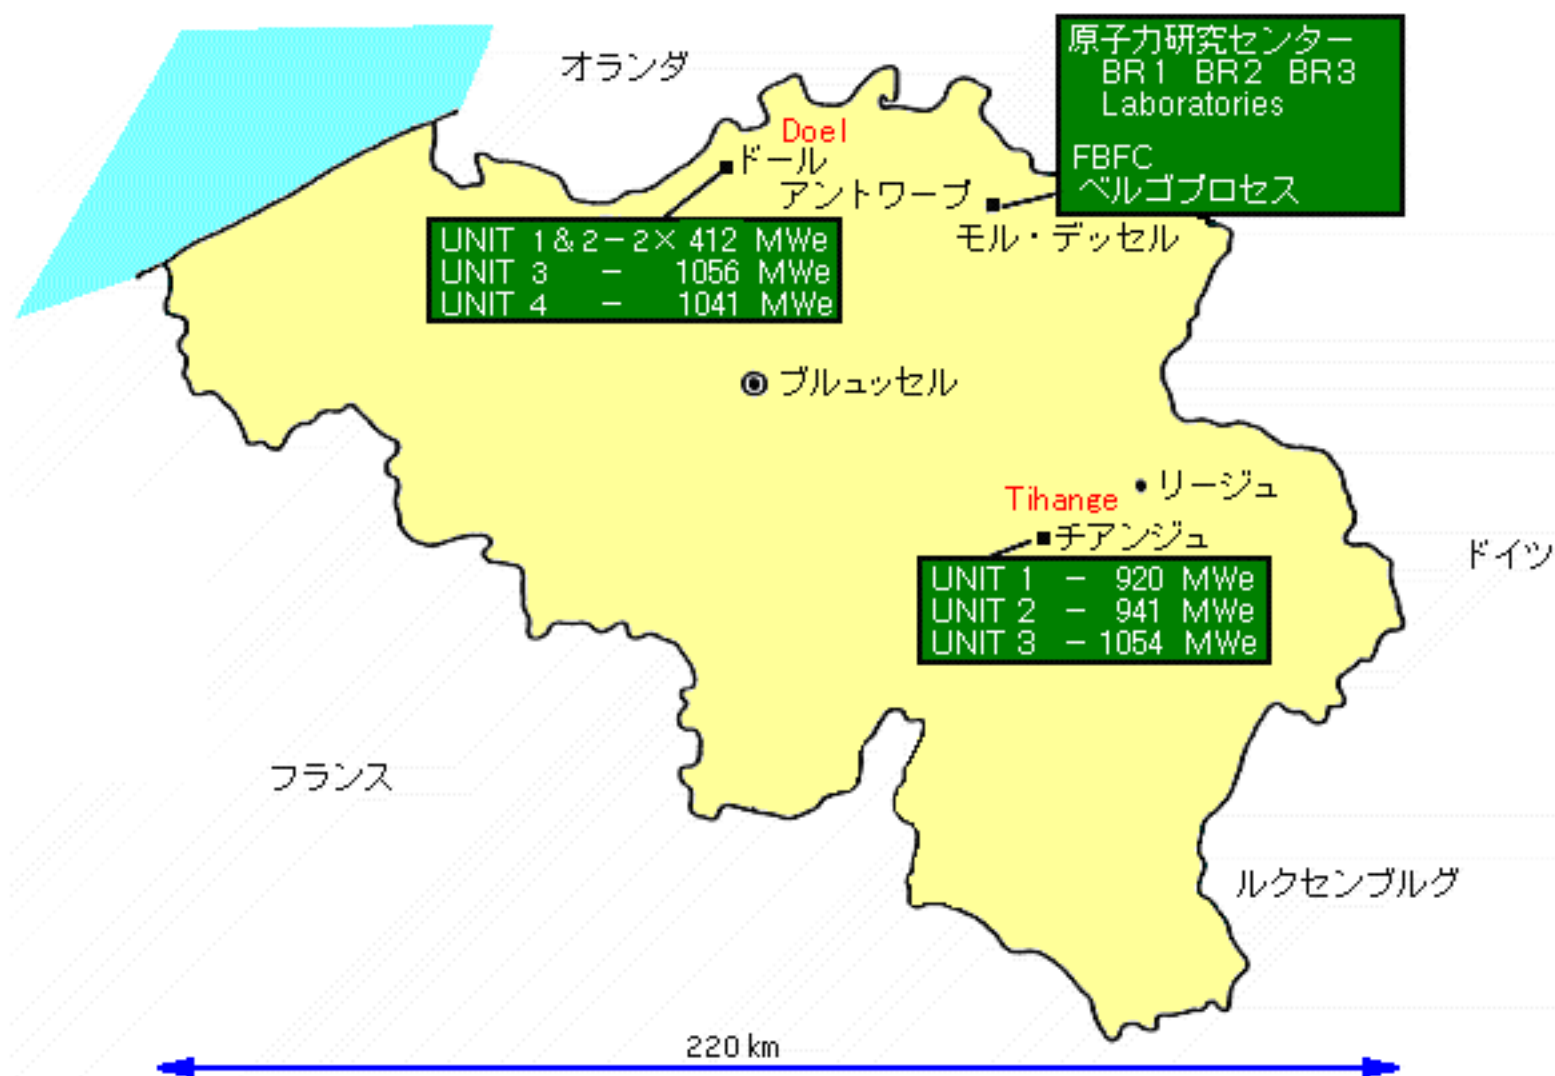 オランダ
原子力研究センター
BR1 BR2 BR3
Laboratories
FBFC
ベルゴプロセス
Doel
ドール
アントワープ
モル・デッセル
UNIT 1&2-2×412 MWe
UNIT 3 - 1056 MWe
UNIT 4 - 1041 MWe
ブルュッセル
リージュ
Tihange
チアンジュ
ドイツ
UNIT 1 - 920 MWe
UNIT 2 - 941 MWe
UNIT 3 -1054 MWe
フランス
ルクセンブルグ
220 km